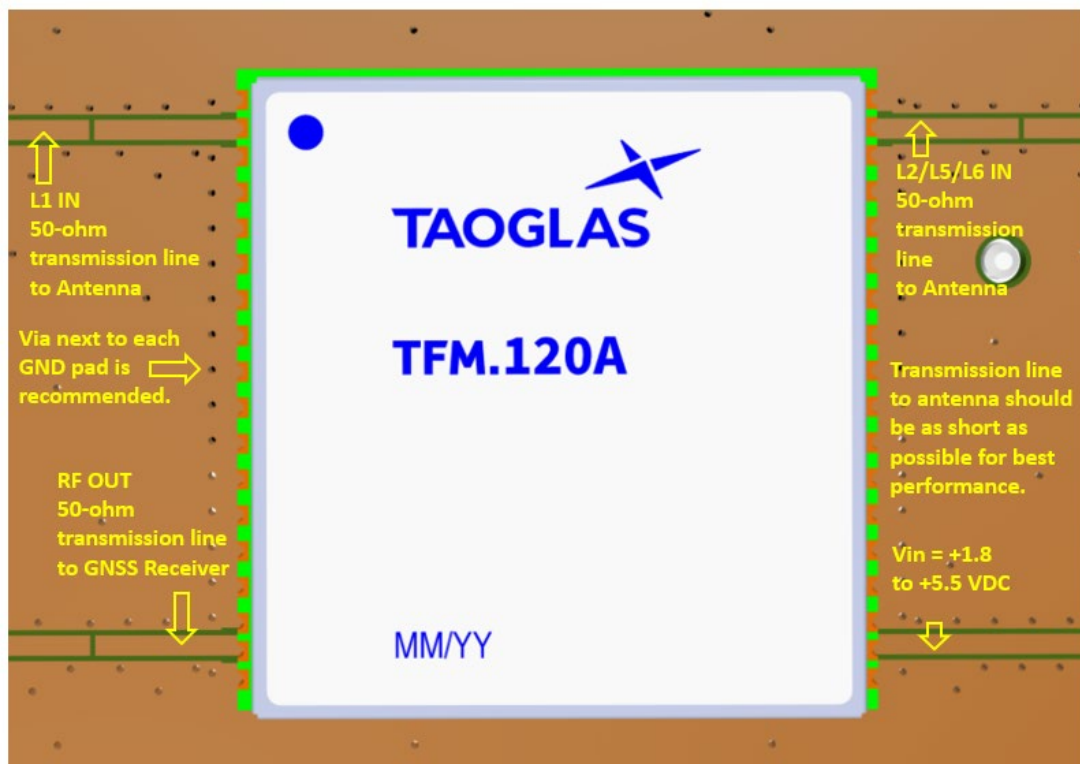 L1 IN
50-ohm
transmission line
to Antenna
Via next to each
GND pad is
recommended.
RF OUT
50-ohm
transmission line
to GNSS Receiver
TAOGLAS
TFM.120A
MM/YY
L2/L5/L6 IN
50-ohm
transmission
line
to Antenna
Transmission line
to antenna should
be as short as
possible for best
performance.
Vin = +1.8
to +5.5 VDC